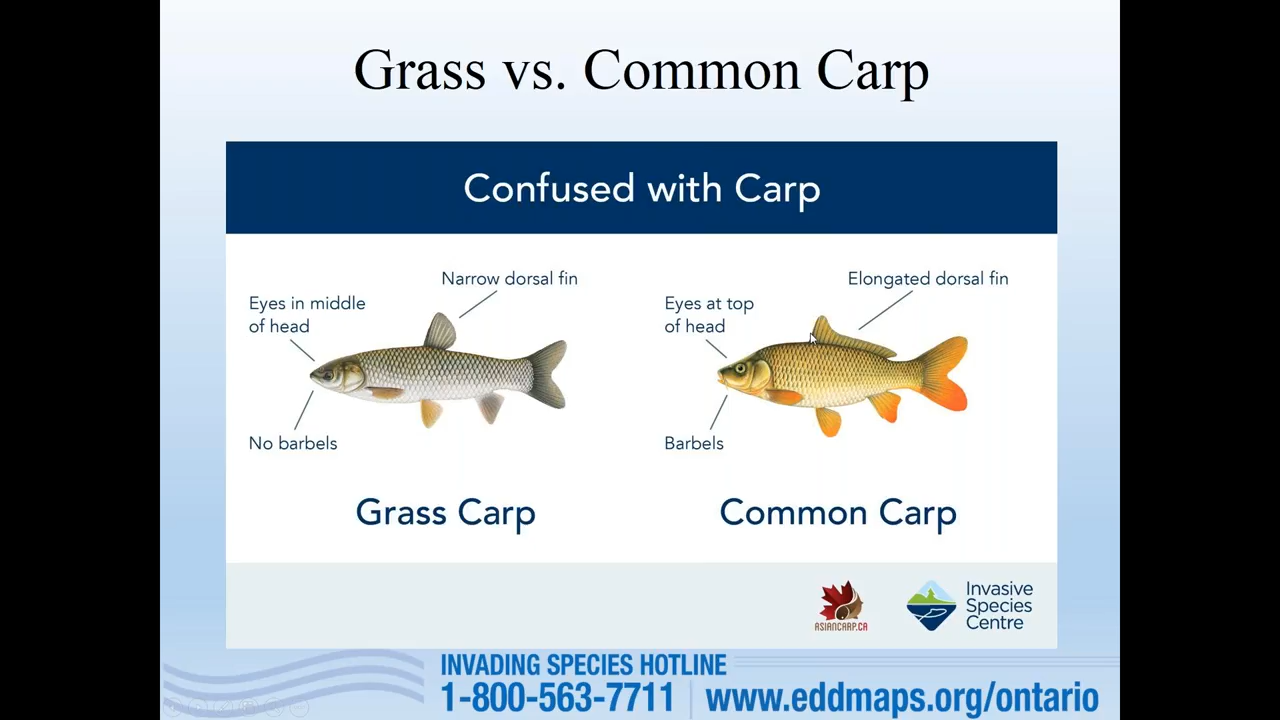 Grass vs. Common Carp
Confused with Carp
Narrow dorsal fin
Eyes in middle
of head
No barbels
Grass Carp
Elongated dorsal fin
Eyes at top
of head
Barbels
Common Carp
ASIANCARP.CA
Invasive
Species
Centre
INVADING SPECIES HOTLINE
1-800-563-7711
www.eddmaps.org/ontario